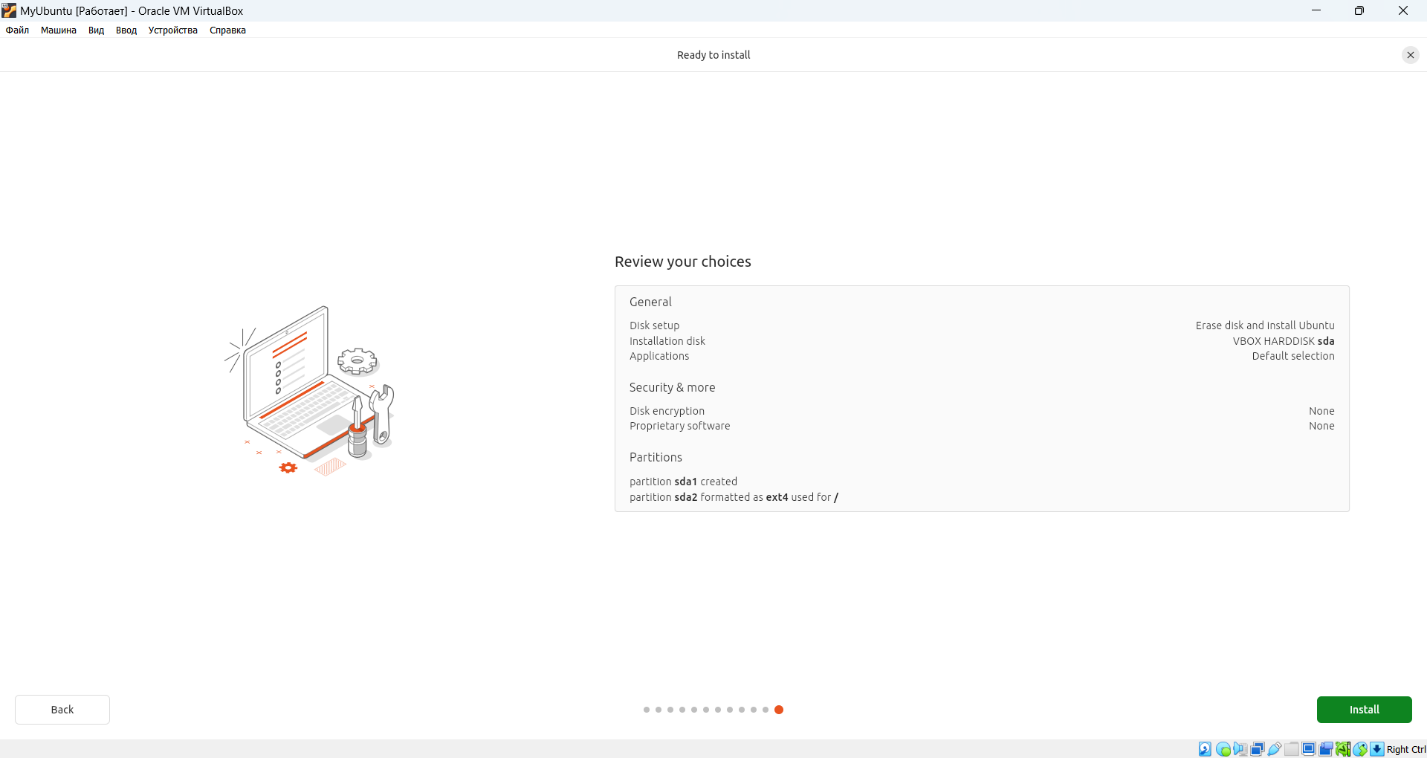 MyUbuntu [Работает] - Oracle VM VirtualBox
Файл Машина Вид Ввод Устройства Справка
Ready to install
Review your choices
General
Disk setup Erase disk and install Ubuntu
Installation disk VBOX HARDDISK sda
Applications Default selection
Security & more
Disk encryption None
Proprietary software None
Partitions
partition sda1 created
partition sda2 formatted as ext4 used for /
Back Install
Right Ctrl